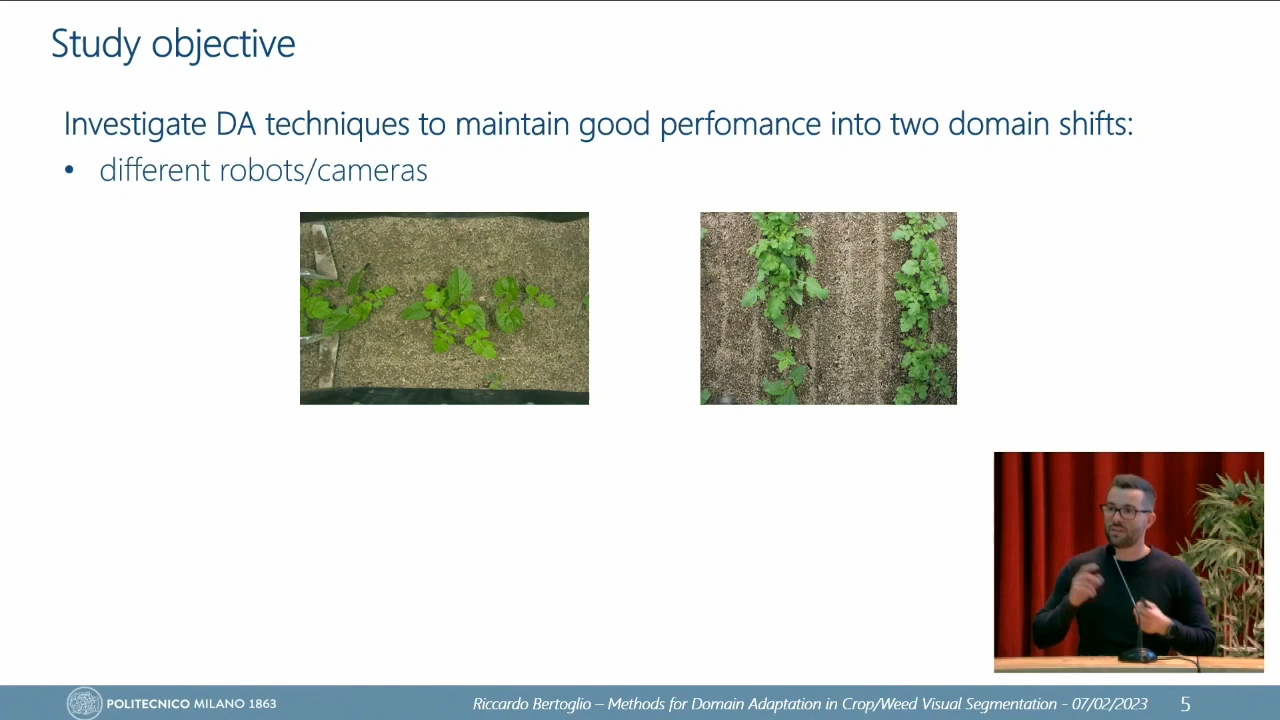 Study objective
Investigate DA techniques to maintain good perfomance into two domain shifts:
• different robots/cameras
POLITECNICO MILANO 1863
Riccardo Bertoglio – Methods for Domain Adaptation in Crop/Weed Visual Segmentation - 07/02/2023
5